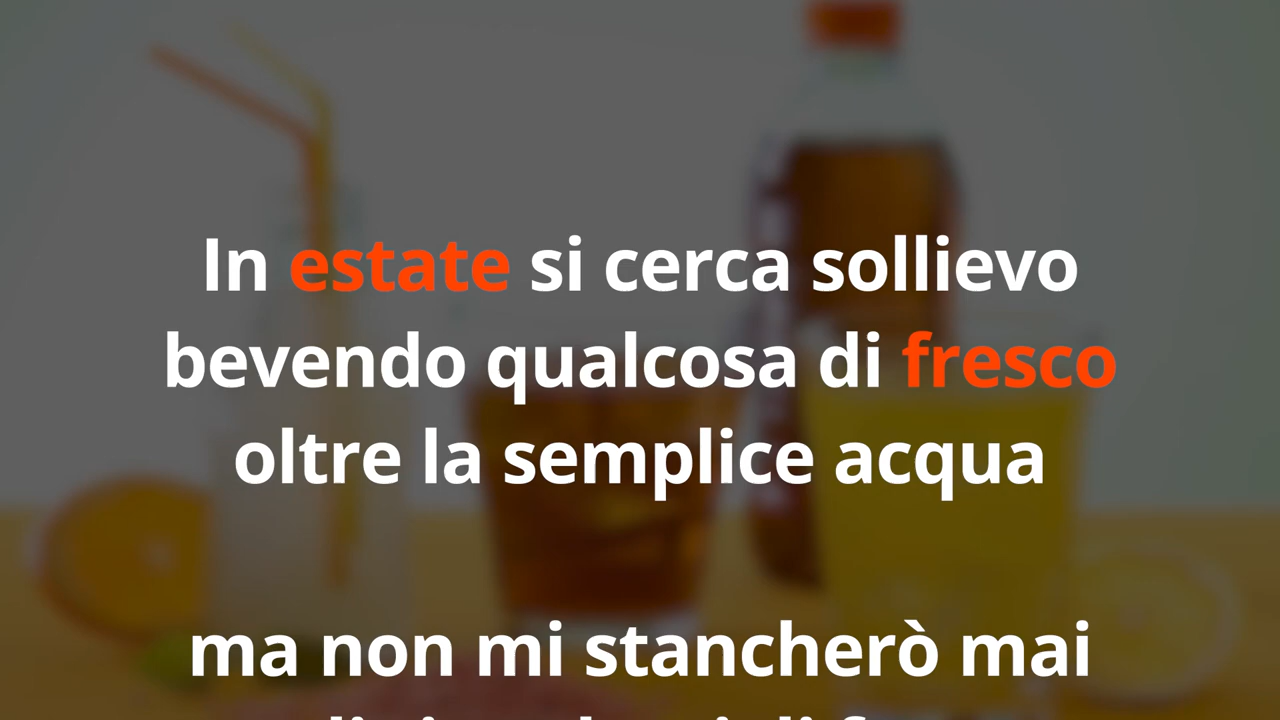 In estate si cerca sollievo
bevendo qualcosa di fresco
oltre la semplice acqua
ma non mi stancherò mai